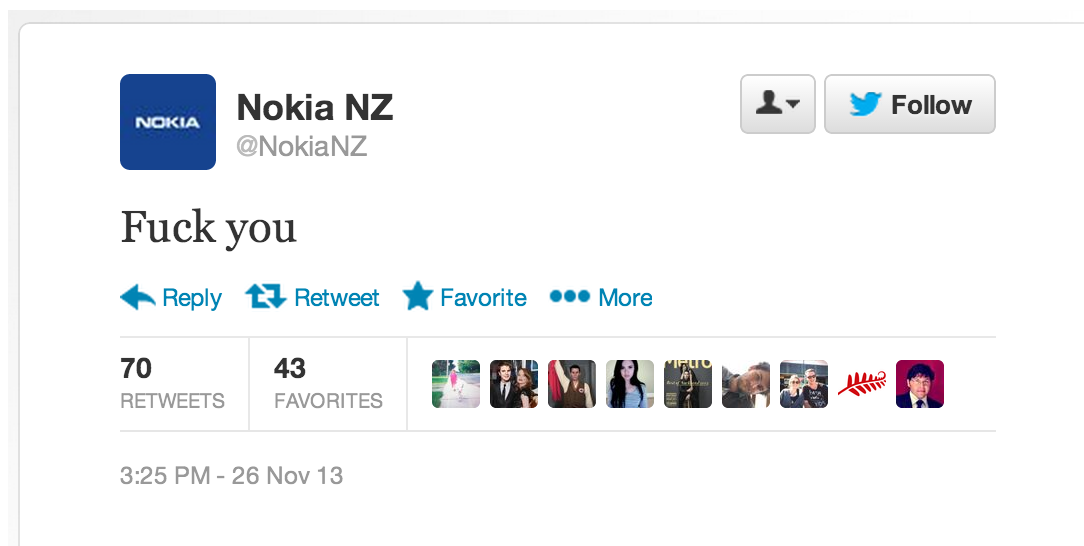 NOKIA
Nokia NZ
@NokiaNZ
Follow
Fuck you
Reply Retweet Favorite More
70 43
RETWEETS FAVORITES
Metro
3:25 PM - 26 Nov 13